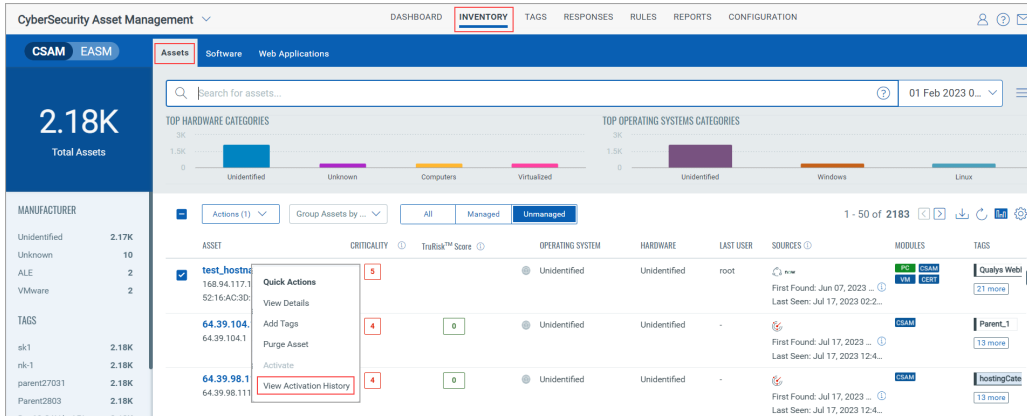 CyberSecurity Asset Management
DASHBOARD INVENTORY TAGS RESPONSES RULES REPORTS CONFIGURATION
CSAM EASM
Assets Software Web Applications
Search for assets...
01 Feb 2023 0...
2.18K
Total Assets
TOP HARDWARE CATEGORIES
3K
1.5K
0
Unidentified Unknown Computers Virtualized
TOP OPERATING SYSTEMS CATEGORIES
3K
1.5K
0
Unidentified Windows Linux
MANUFACTURER
Unidentified 2.17K
Unknown 10
ALE 2
VMware 2
TAGS
sk1 2.18K
nk-1 2.18K
parent27031 2.18K
Parent2803 2.18K
Actions (1) Group Assets by ... All Managed Unmanaged
1 - 50 of 2183
ASSET CRITICALITY TruRisk™ Score OPERATING SYSTEM HARDWARE LAST USER SOURCES MODULES TAGS
test_hostna 5 Unidentified Unidentified root now PC CSAM Qualys Webl
168.94.117.1 VM CERT
52:16:AC:3D: First Found: Jun 07, 2023 ... 21 more
Last Seen: Jul 17, 2023 02:2...
Quick Actions
View Details
Add Tags
Purge Asset
Activate
View Activation History
64.39.104. 4 0 Unidentified Unidentified - CSAM Parent_1
64.39.104.1 First Found: Jul 17, 2023 ... 13 more
Last Seen: Jul 17, 2023 12:4...
64.39.98.1 4 0 Unidentified Unidentified - CSAM hostingCate
64.39.98.111 First Found: Jul 17, 2023 ... 13 more
Last Seen: Jul 17, 2023 12:4...